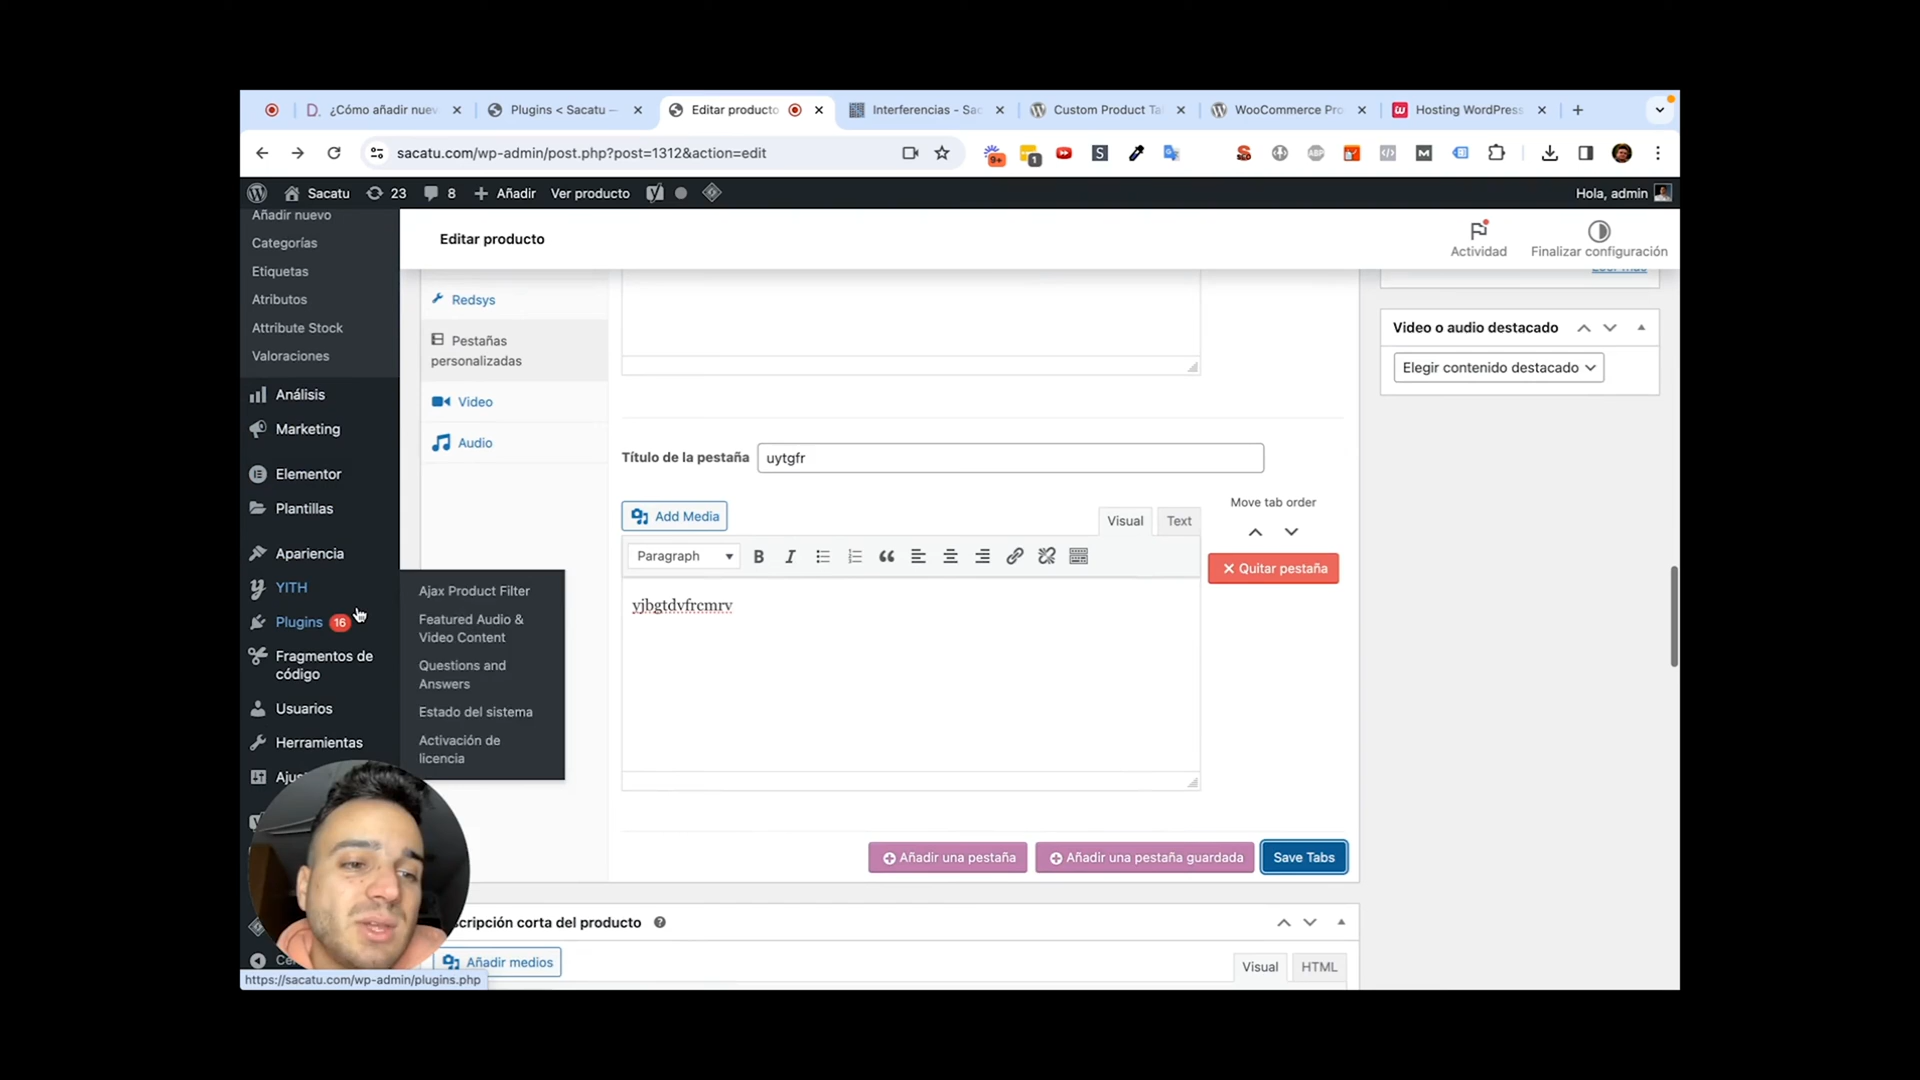 ¿Cómo añadir nuev
Plugins < Sacatu —
Editar producto
Interferencias - Sac
Custom Product Ta
WooCommerce Pro
Hosting WordPress
sacatu.com/wp-admin/post.php?post=1312&action=edit
9+
1
Sacatu
23
8
Añadir
Ver producto
Hola, admin
Añadir nuevo
Categorías
Etiquetas
Atributos
Attribute Stock
Valoraciones
Análisis
Marketing
Elementor
Plantillas
Apariencia
YITH
Plugins 16
Fragmentos de
código
Usuarios
Herramientas
Ajus
Ajax Product Filter
Featured Audio &
Video Content
Questions and
Answers
Estado del sistema
Activación de
licencia
Editar producto
Actividad
Finalizar configuración
Redsys
Pestañas
personalizadas
Video
Audio
Título de la pestaña
uytgfr
Add Media
Visual
Text
Paragraph
B
I
yjbgtdvfrcmrv
Move tab order
Quitar pestaña
Añadir una pestaña
Añadir una pestaña guardada
Save Tabs
scripción corta del producto
Añadir medios
Visual
HTML
Video o audio destacado
Elegir contenido destacado
https://sacatu.com/wp-admin/plugins.php